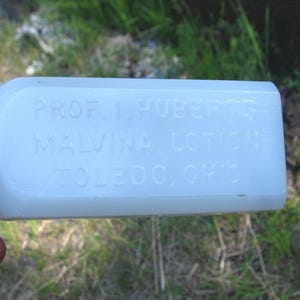 PROF. I. HUBERT'S
MALVINA LOTION
TOLEDO, OHIO